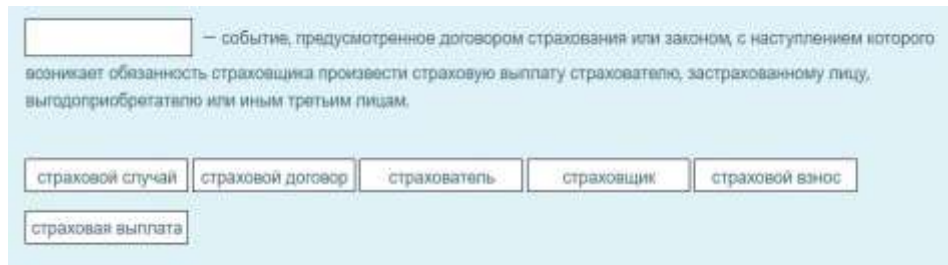 — событие, предусмотренное договором страхования или законом, с наступлением которого
возникает обязанность страховщика произвести страховую выплату страхователю, застрахованному лицу,
выгодоприобретателю или иным третьим лицам.
страховой случай страховой договор страхователь страховщик страховой взнос
страховая выплата